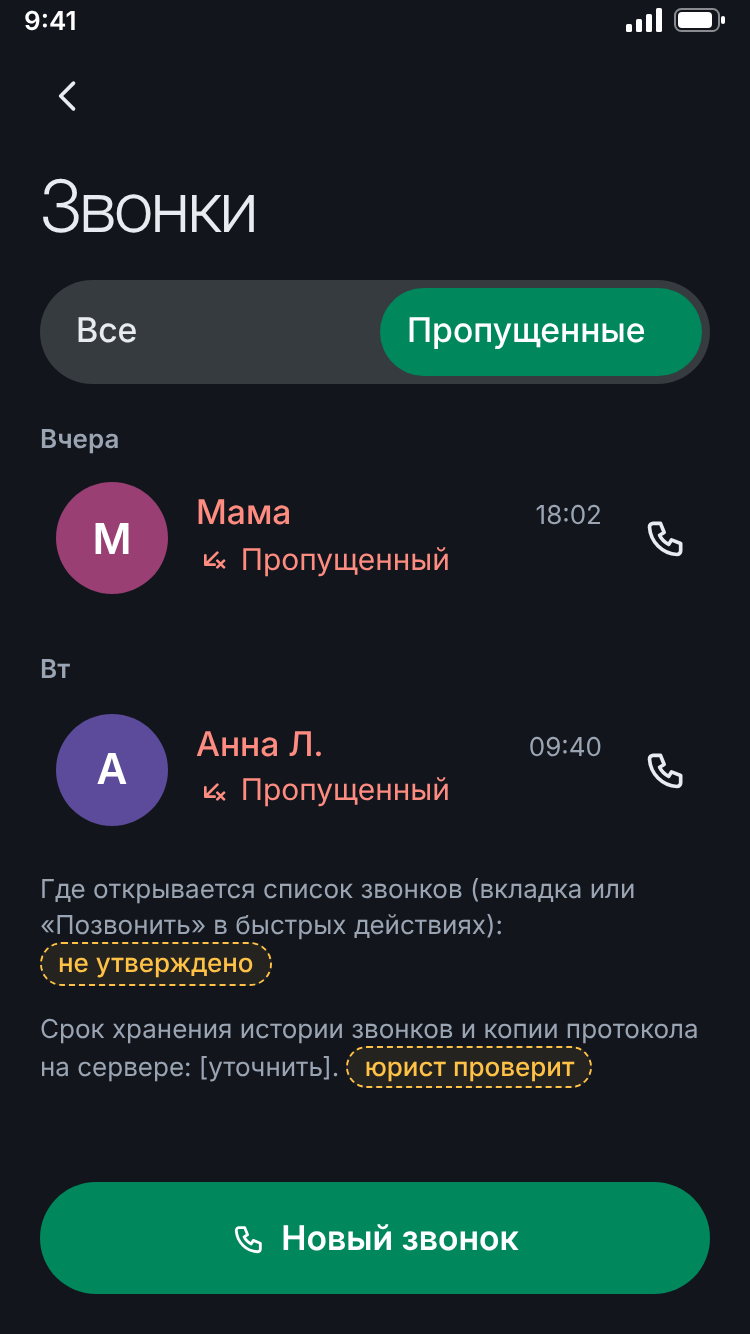 9:41
Звонки
Все
Пропущенные
Вчера
М
Мама
18:02
Пропущенный
Вт
А
Анна Л.
09:40
Пропущенный
Где открывается список звонков (вкладка или
«Позвонить» в быстрых действиях):
не утверждено
Срок хранения истории звонков и копии протокола
на сервере: [уточнить]. юрист проверит
Новый звонок